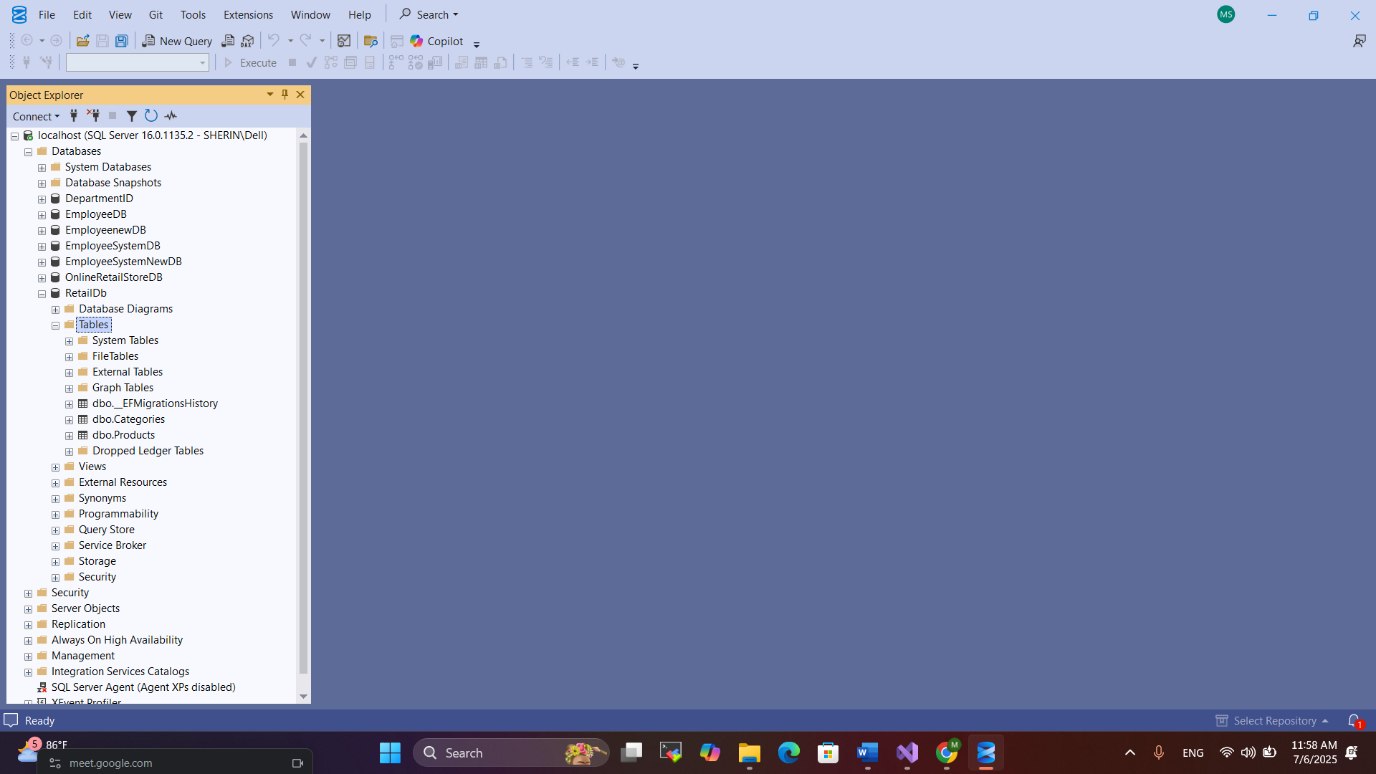 File Edit View Git Tools Extensions Window Help Search MS
New Query DAX Copilot
Execute
Object Explorer
Connect
localhost (SQL Server 16.0.1135.2 - SHERIN\Dell)
Databases
System Databases
Database Snapshots
DepartmentID
EmployeeDB
EmployeenewDB
EmployeeSystemDB
EmployeeSystemNewDB
OnlineRetailStoreDB
RetailDb
Database Diagrams
Tables
System Tables
FileTables
External Tables
Graph Tables
dbo.__EFMigrationsHistory
dbo.Categories
dbo.Products
Dropped Ledger Tables
Views
External Resources
Synonyms
Programmability
Query Store
Service Broker
Storage
Security
Security
Server Objects
Replication
Always On High Availability
Management
Integration Services Catalogs
SQL Server Agent (Agent XPs disabled)
XEvent Profiler
Ready Select Repository 1
5 86°F Search M ENG 11:58 AM
meet.google.com 7/6/2025